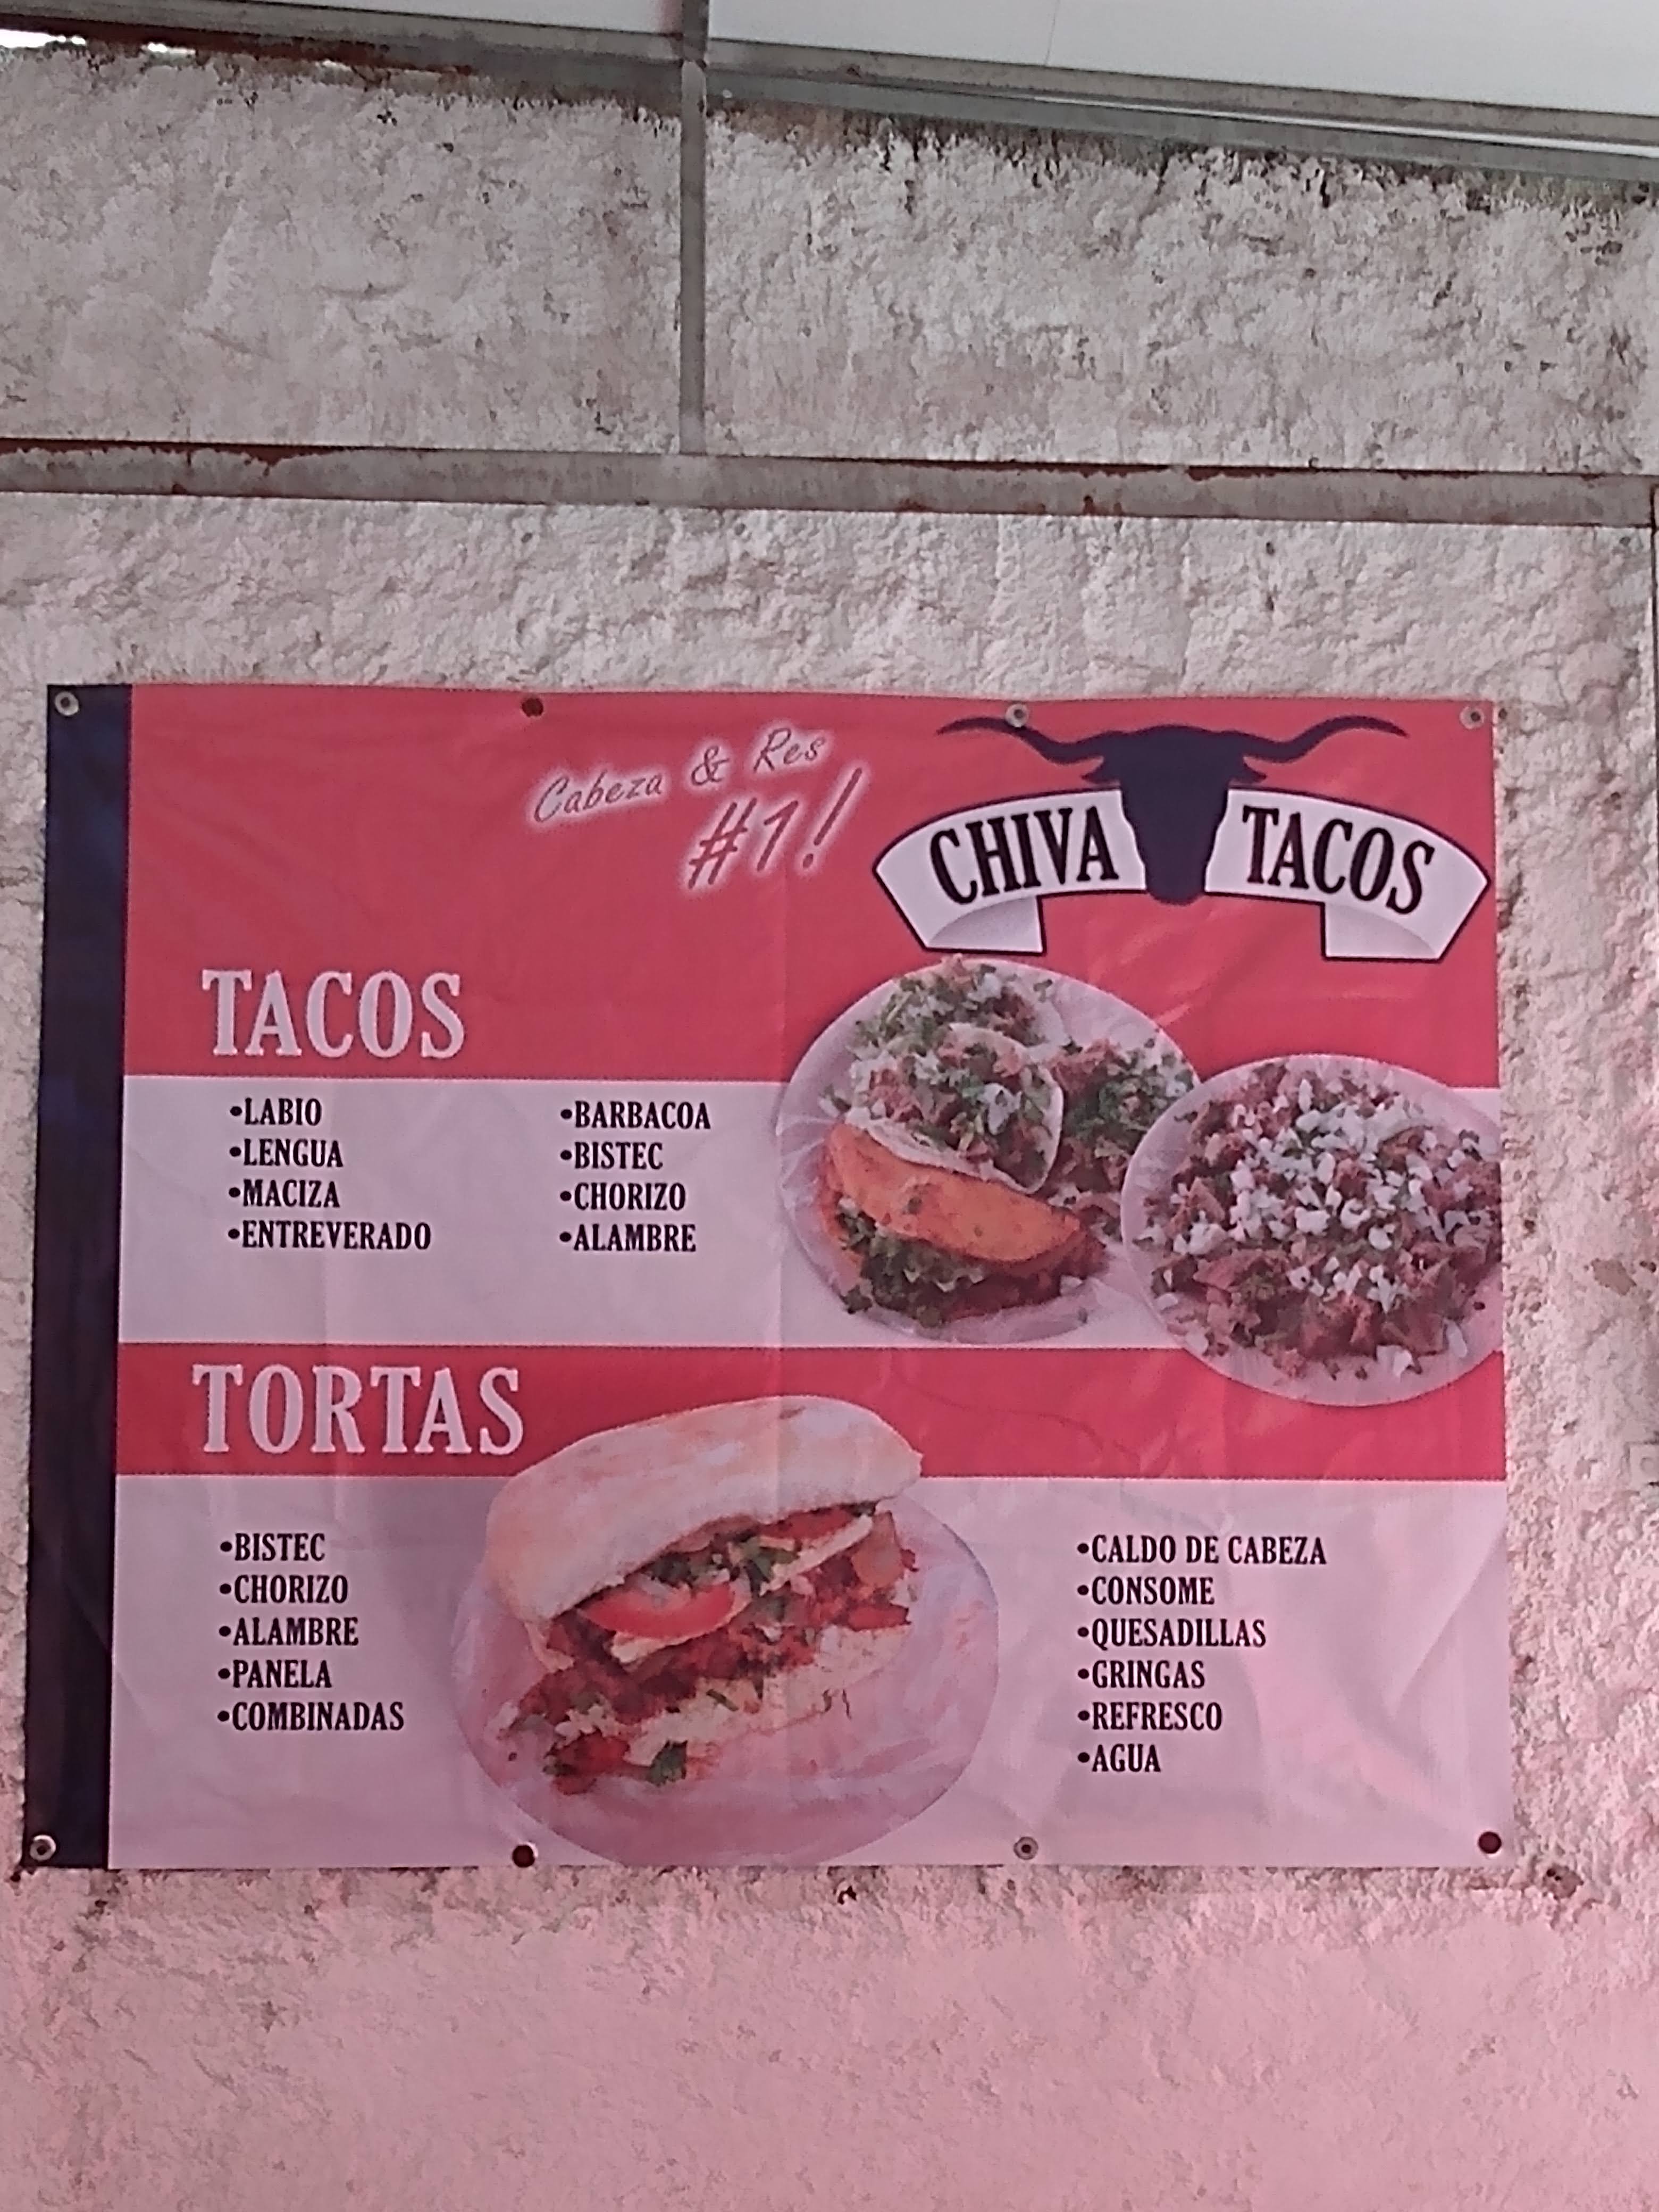 Cabeza & Res
#1!
CHIVA TACOS
TACOS
•LABIO
•LENGUA
•MACIZA
•ENTREVERADO
•BARBACOA
•BISTEC
•CHORIZO
•ALAMBRE
TORTAS
•BISTEC
•CHORIZO
•ALAMBRE
•PANELA
•COMBINADAS
•CALDO DE CABEZA
•CONSOME
•QUESADILLAS
•GRINGAS
•REFRESCO
•AGUA